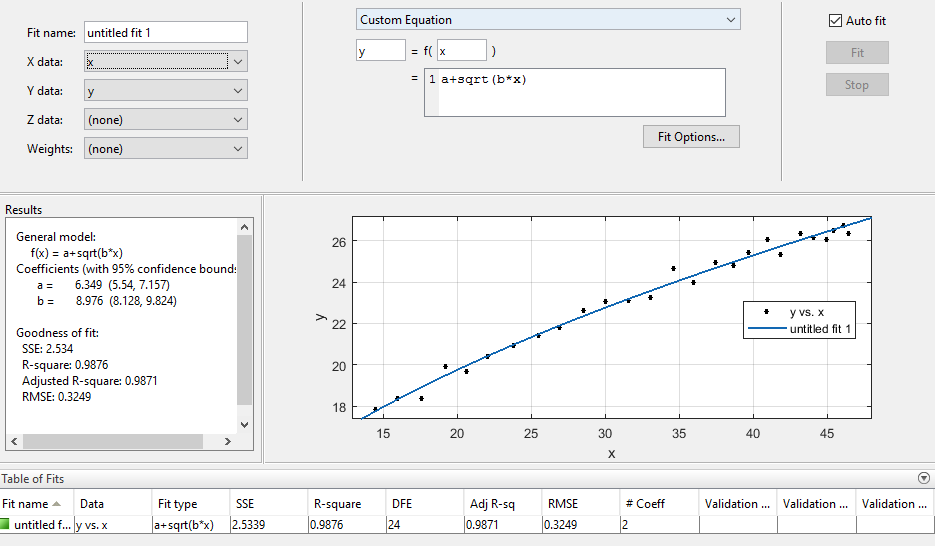 Fit name: untitled fit 1
X data: x
Y data: y
Z data: (none)
Weights: (none)
Custom Equation
y = f( x )
= 1 a+sqrt(b*x)
Fit Options...
Auto fit
Fit
Stop
Results
General model:
f(x) = a+sqrt(b*x)
Coefficients (with 95% confidence bounds
a = 6.349 (5.54, 7.157)
b = 8.976 (8.128, 9.824)
Goodness of fit:
SSE: 2.534
R-square: 0.9876
Adjusted R-square: 0.9871
RMSE: 0.3249
26
24
22
20
18
y
15 20 25 30 35 40 45
x
y vs. x
untitled fit 1
Table of Fits
Fit name Data Fit type SSE R-square DFE Adj R-sq RMSE # Coeff Validation ... Validation ... Validation ...
untitled f... y vs. x a+sqrt(b*x) 2.5339 0.9876 24 0.9871 0.3249 2